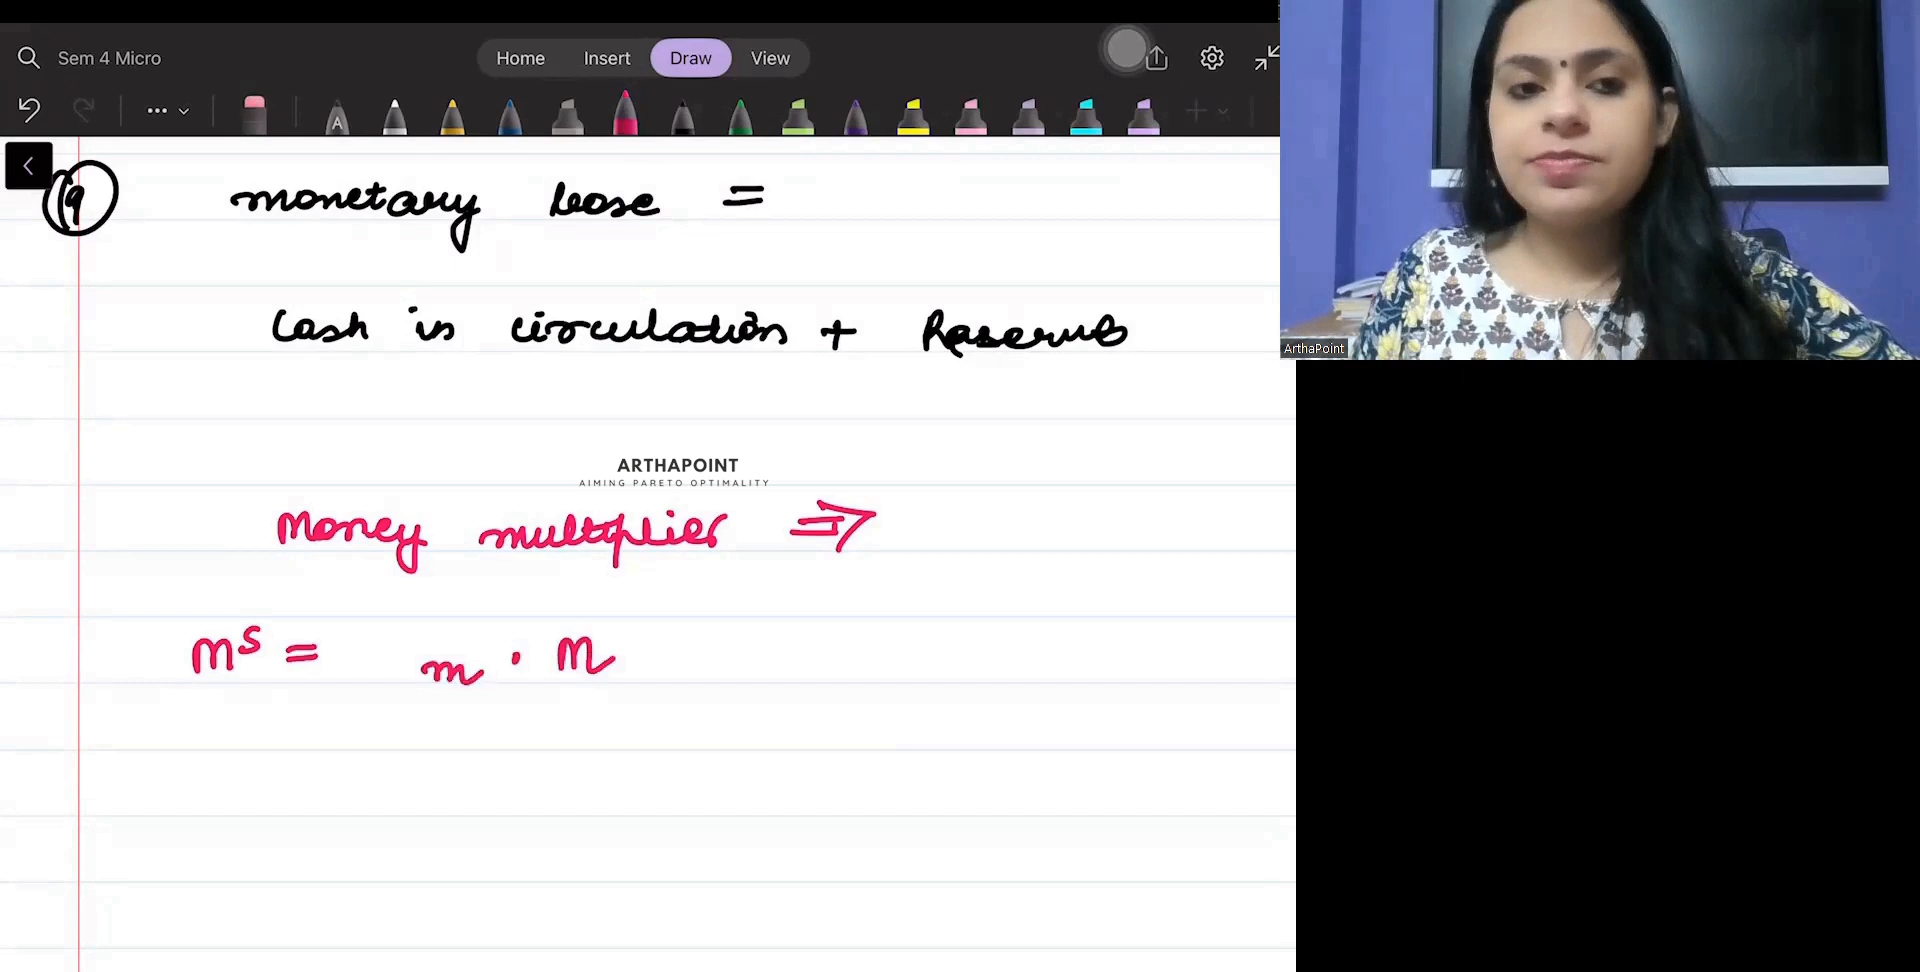 Sem 4 Micro
Home Insert Draw View
A
(9)
monetary base =
Cash in circulation + Reserves
ARTHAPOINT
AIMING PARETO OPTIMALITY
Money multiplier ⇒
Mˢ = m · M
ArthaPoint